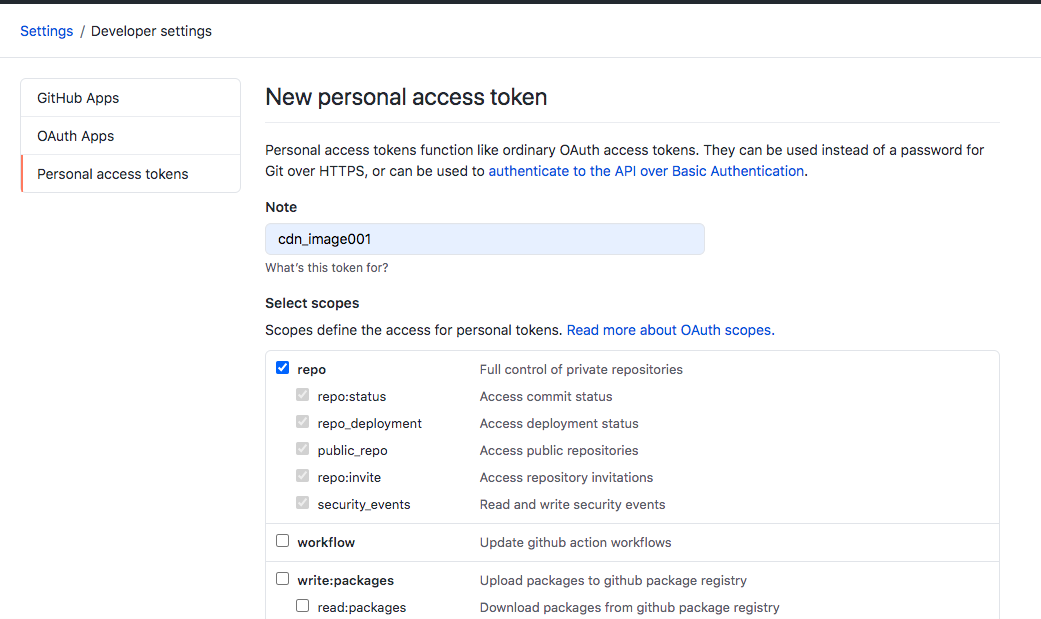 Settings / Developer settings
GitHub Apps
OAuth Apps
Personal access tokens
New personal access token
Personal access tokens function like ordinary OAuth access tokens. They can be used instead of a password for
Git over HTTPS, or can be used to authenticate to the API over Basic Authentication.
Note
cdn_image001
What's this token for?
Select scopes
Scopes define the access for personal tokens. Read more about OAuth scopes.
repo Full control of private repositories
repo:status Access commit status
repo_deployment Access deployment status
public_repo Access public repositories
repo:invite Access repository invitations
security_events Read and write security events
workflow Update github action workflows
write:packages Upload packages to github package registry
read:packages Download packages from github package registry